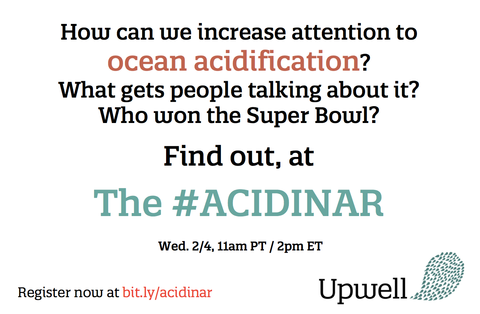 How can we increase attention to
ocean acidification?
What gets people talking about it?
Who won the Super Bowl?
Find out, at
The #ACIDINAR
Wed. 2/4, 11am PT / 2pm ET
Register now at bit.ly/acidinar
Upwell